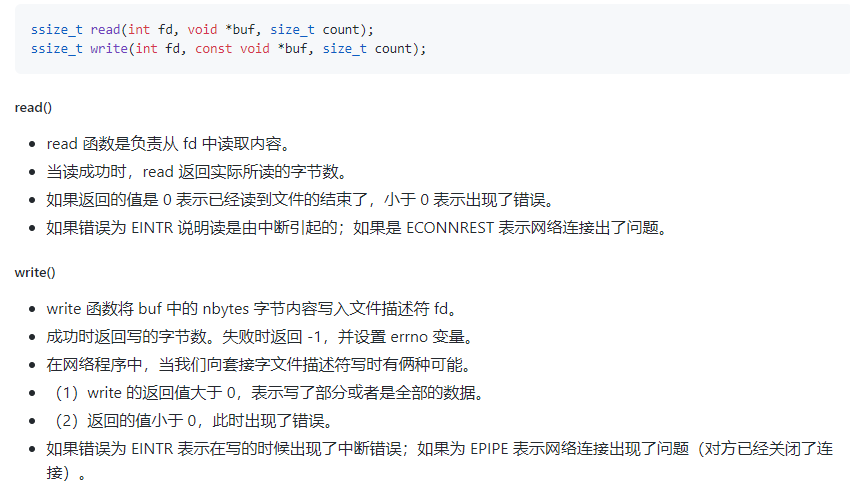 ssize_t read(int fd, void *buf, size_t count);
ssize_t write(int fd, const void *buf, size_t count);
read()
• read 函数是负责从 fd 中读取内容。
• 当读成功时，read 返回实际所读的字节数。
• 如果返回的值是 0 表示已经读到文件的结束了，小于 0 表示出现了错误。
• 如果错误为 EINTR 说明读是由中断引起的；如果是 ECONNREST 表示网络连接出了问题。
write()
• write 函数将 buf 中的 nbytes 字节内容写入文件描述符 fd。
• 成功时返回写的字节数。失败时返回 -1，并设置 errno 变量。
• 在网络程序中，当我们向套接字文件描述符写时有俩种可能。
• （1）write 的返回值大于 0，表示写了部分或者是全部的数据。
• （2）返回的值小于 0，此时出现了错误。
• 如果错误为 EINTR 表示在写的时候出现了中断错误；如果为 EPIPE 表示网络连接出现了问题（对方已经关闭了连
接）。